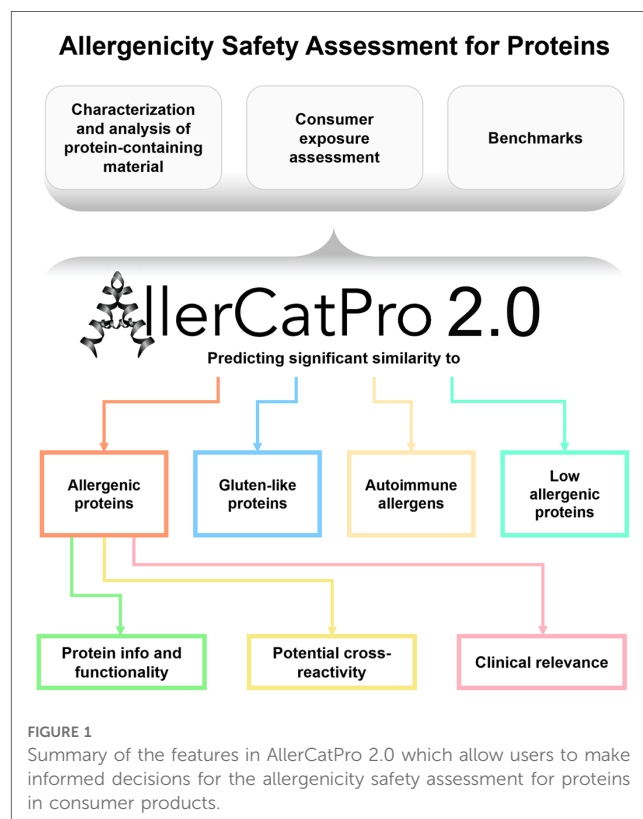 Allergenicity Safety Assessment for Proteins
Characterization
and analysis of
protein-containing
material
Consumer
exposure
assessment
Benchmarks
AllerCatPro 2.0
Predicting significant similarity to
Allergenic
proteins
Gluten-like
proteins
Autoimmune
allergens
Low
allergenic
proteins
Protein info and
functionality
Potential cross-
reactivity
Clinical relevance
FIGURE 1
Summary of the features in AllerCatPro 2.0 which allow users to make
informed decisions for the allergenicity safety assessment for proteins
in consumer products.